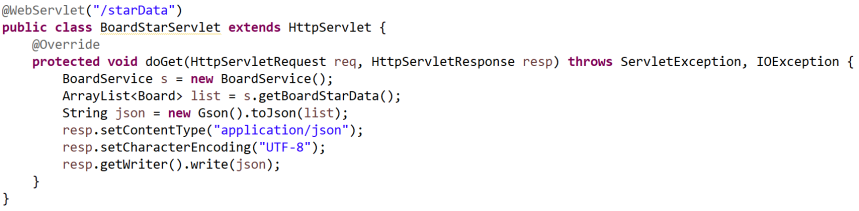 @WebServlet("/starData")
public class BoardStarServlet extends HttpServlet {
    @Override
    protected void doGet(HttpServletRequest req, HttpServletResponse resp) throws ServletException, IOException {
        BoardService s = new BoardService();
        ArrayList<Board> list = s.getBoardStarData();
        String json = new Gson().toJson(list);
        resp.setContentType("application/json");
        resp.setCharacterEncoding("UTF-8");
        resp.getWriter().write(json);
    }
}